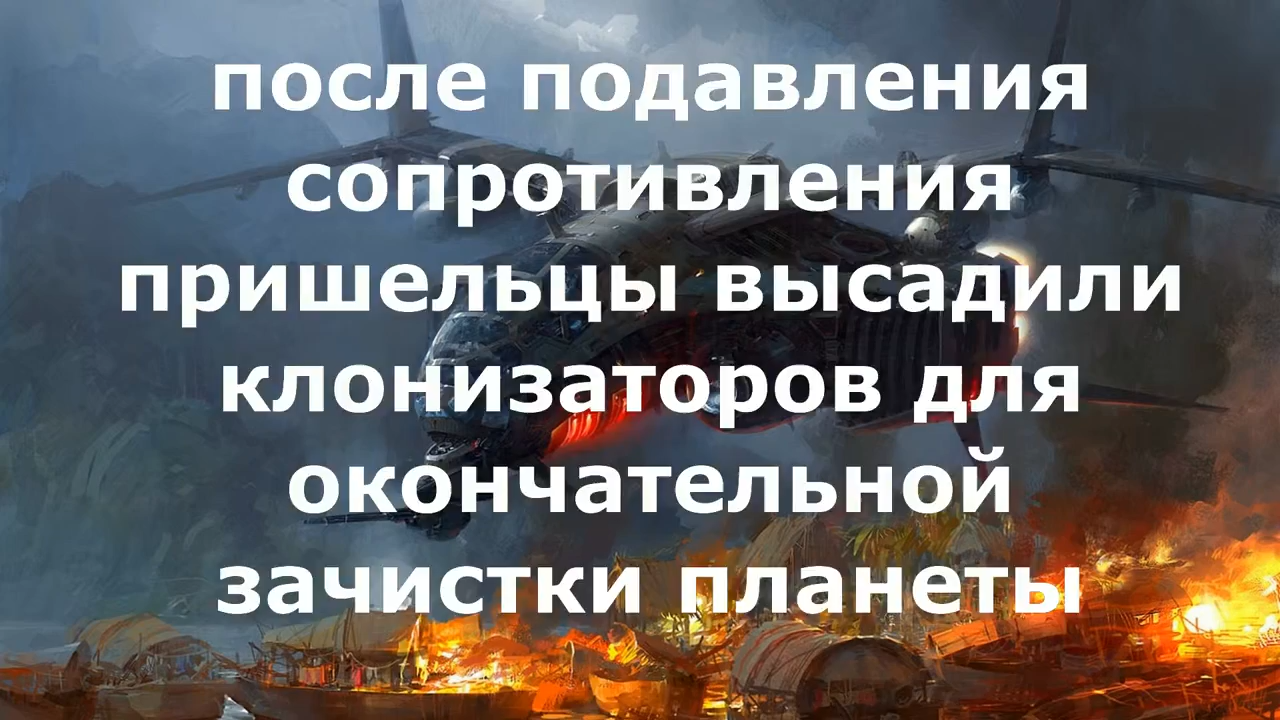 после подавления
сопротивления
пришельцы высадили
клонизаторов для
окончательной
зачистки планеты